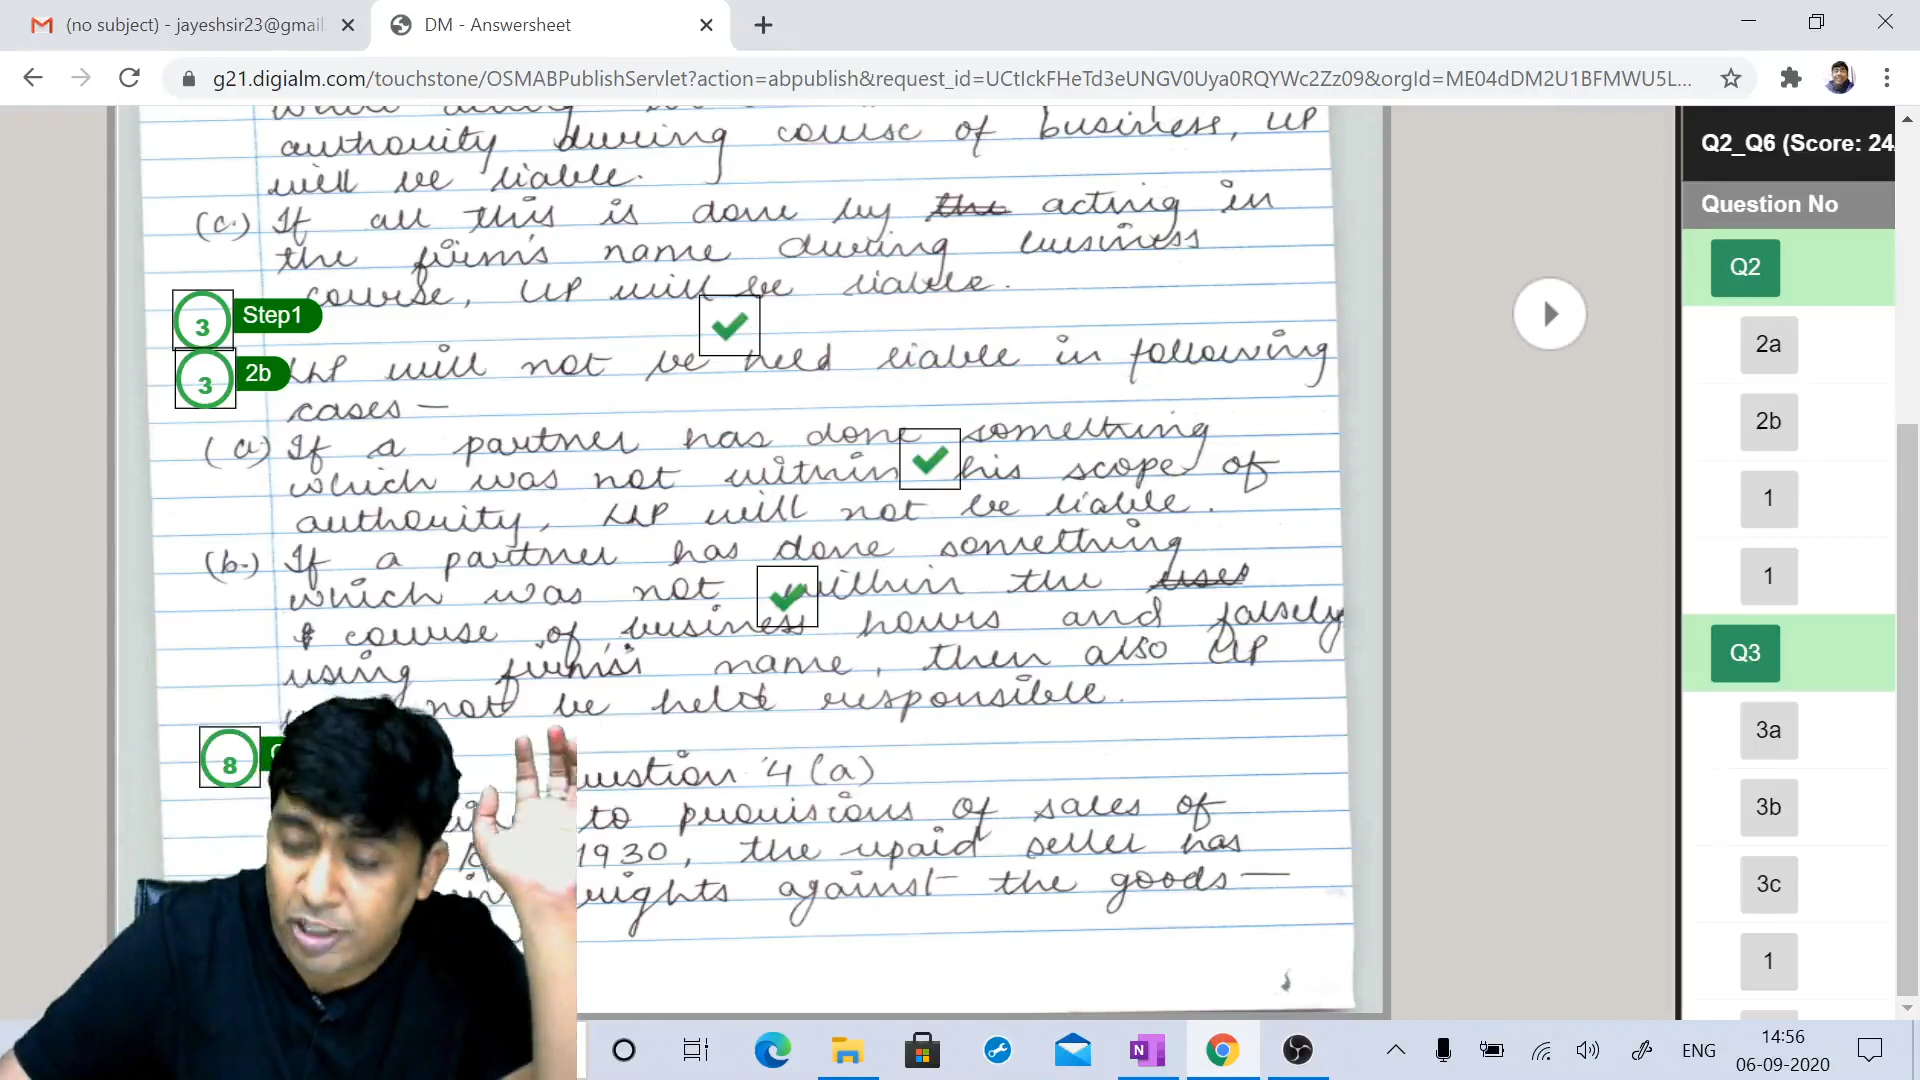 (no subject) - jayeshsir23@gmail.
DM - Answersheet
g21.digialm.com/touchstone/OSMABPublishServlet?action=abpublish&request_id=UCtIckFHeTd3eUNGV0Uya0RQYWc2Zz09&orgId=ME04dDM2U1BFMWU5L...
authority during course of business, LLP
will be liable.
(c.) If all this is done by the acting in
the firm's name during business
course, LLP will be liable.
3 Step1
3 2b
LLP will not be held liable in following
cases —
(a) If a partner has done something
which was not within his scope of
authority, LLP will not be liable.
(b.) If a partner has done something
which was not within the
course of business hours and falsely
using firm's name, then also LLP
not be held responsible.
8
uestion 4 (a)
to provisions of sales of
1930, the upaid seller has
rights against the goods —
Q2_Q6 (Score: 24
Question No
Q2
2a
2b
1
1
Q3
3a
3b
3c
1
ENG
14:56
06-09-2020